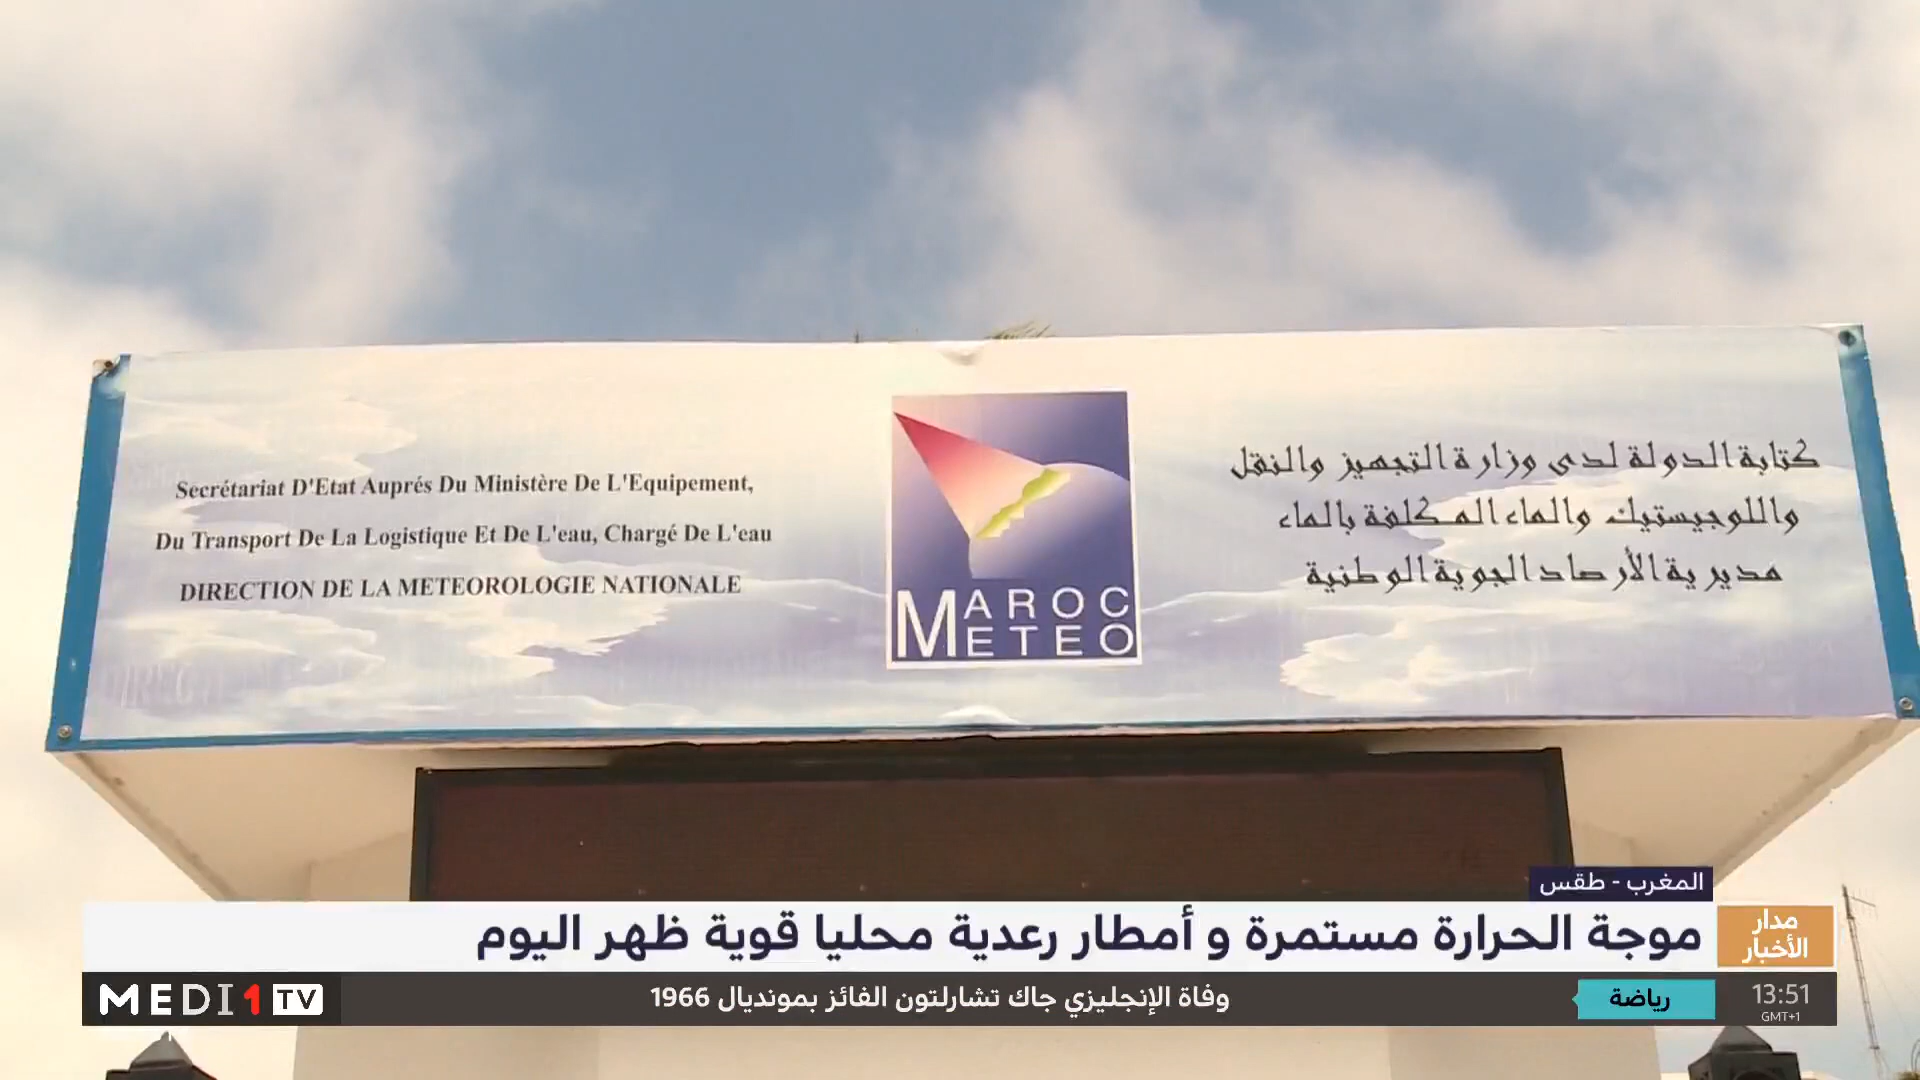 Secrétariat D'Etat Auprés Du Ministère De L'Equipement,
Du Transport De La Logistique Et De L'eau, Chargé De L'eau
DIRECTION DE LA METEOROLOGIE NATIONALE
MAROC
METEO
كتابة الدولة لدى وزارة التجهيز والنقل
واللوجيستيك والماء المكلفة بالماء
مديرية الأرصاد الجوية الوطنية
المغرب - طقس
مدار
الأخبار
موجة الحرارة مستمرة و أمطار رعدية محليا قوية ظهر اليوم
MEDI 1 TV
وفاة الإنجليزي جاك تشارلتون الفائز بمونديال 1966
رياضة
13:51
GMT+1